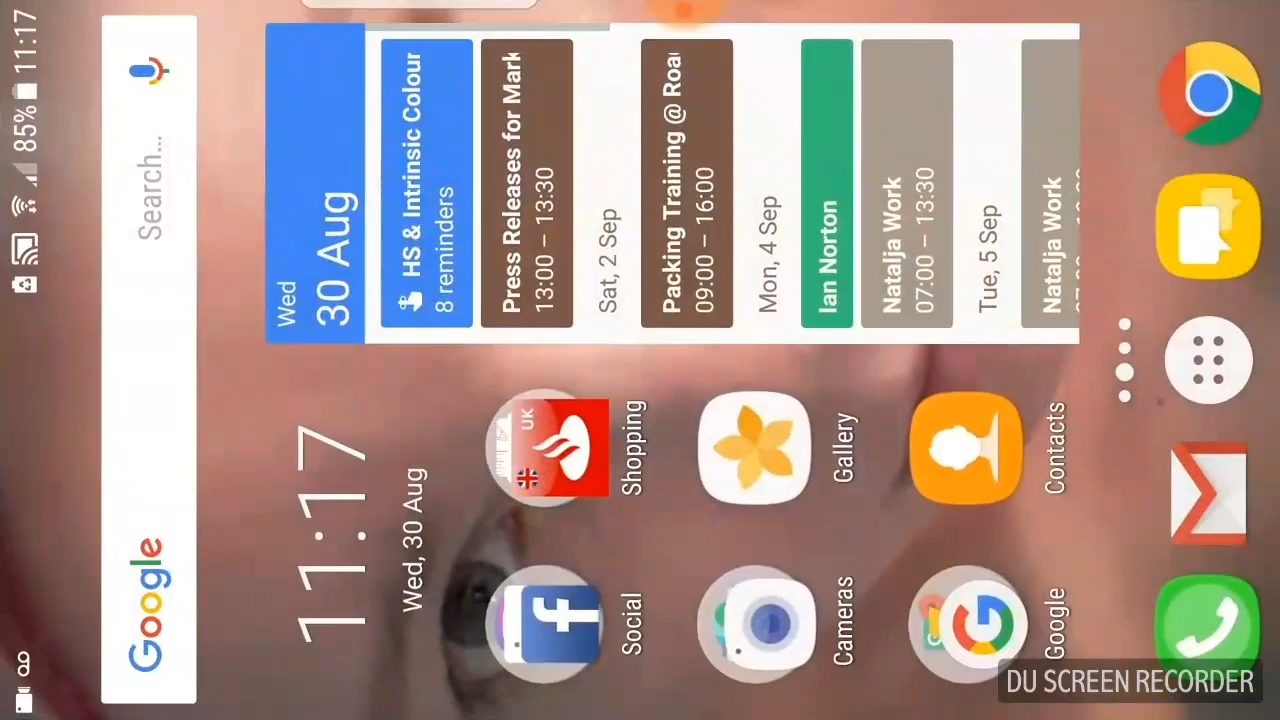 85% 11:17
Google
Search...
11:17
Wed, 30 Aug
Wed
30 Aug
HS & Intrinsic Colour
8 reminders
Press Releases for Mark
13:00 – 13:30
Sat, 2 Sep
Packing Training @ Roa
09:00 – 16:00
Mon, 4 Sep
Ian Norton
Natalja Work
07:00 – 13:30
Tue, 5 Sep
Natalja Work
UK
Social
Shopping
Cameras
Gallery
Google
Contacts
DU SCREEN RECORDER